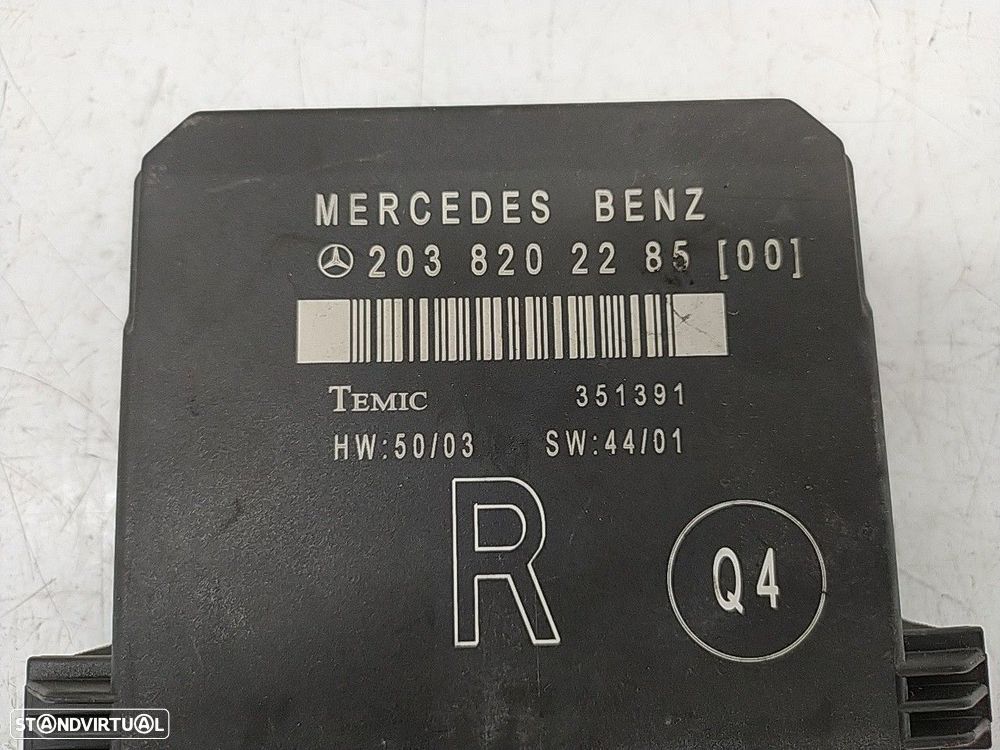 MERCEDES BENZ
203 820 22 85 [00]
TEMIC 351391
HW:50/03 SW:44/01
R
Q4
STANDVIRTUAL